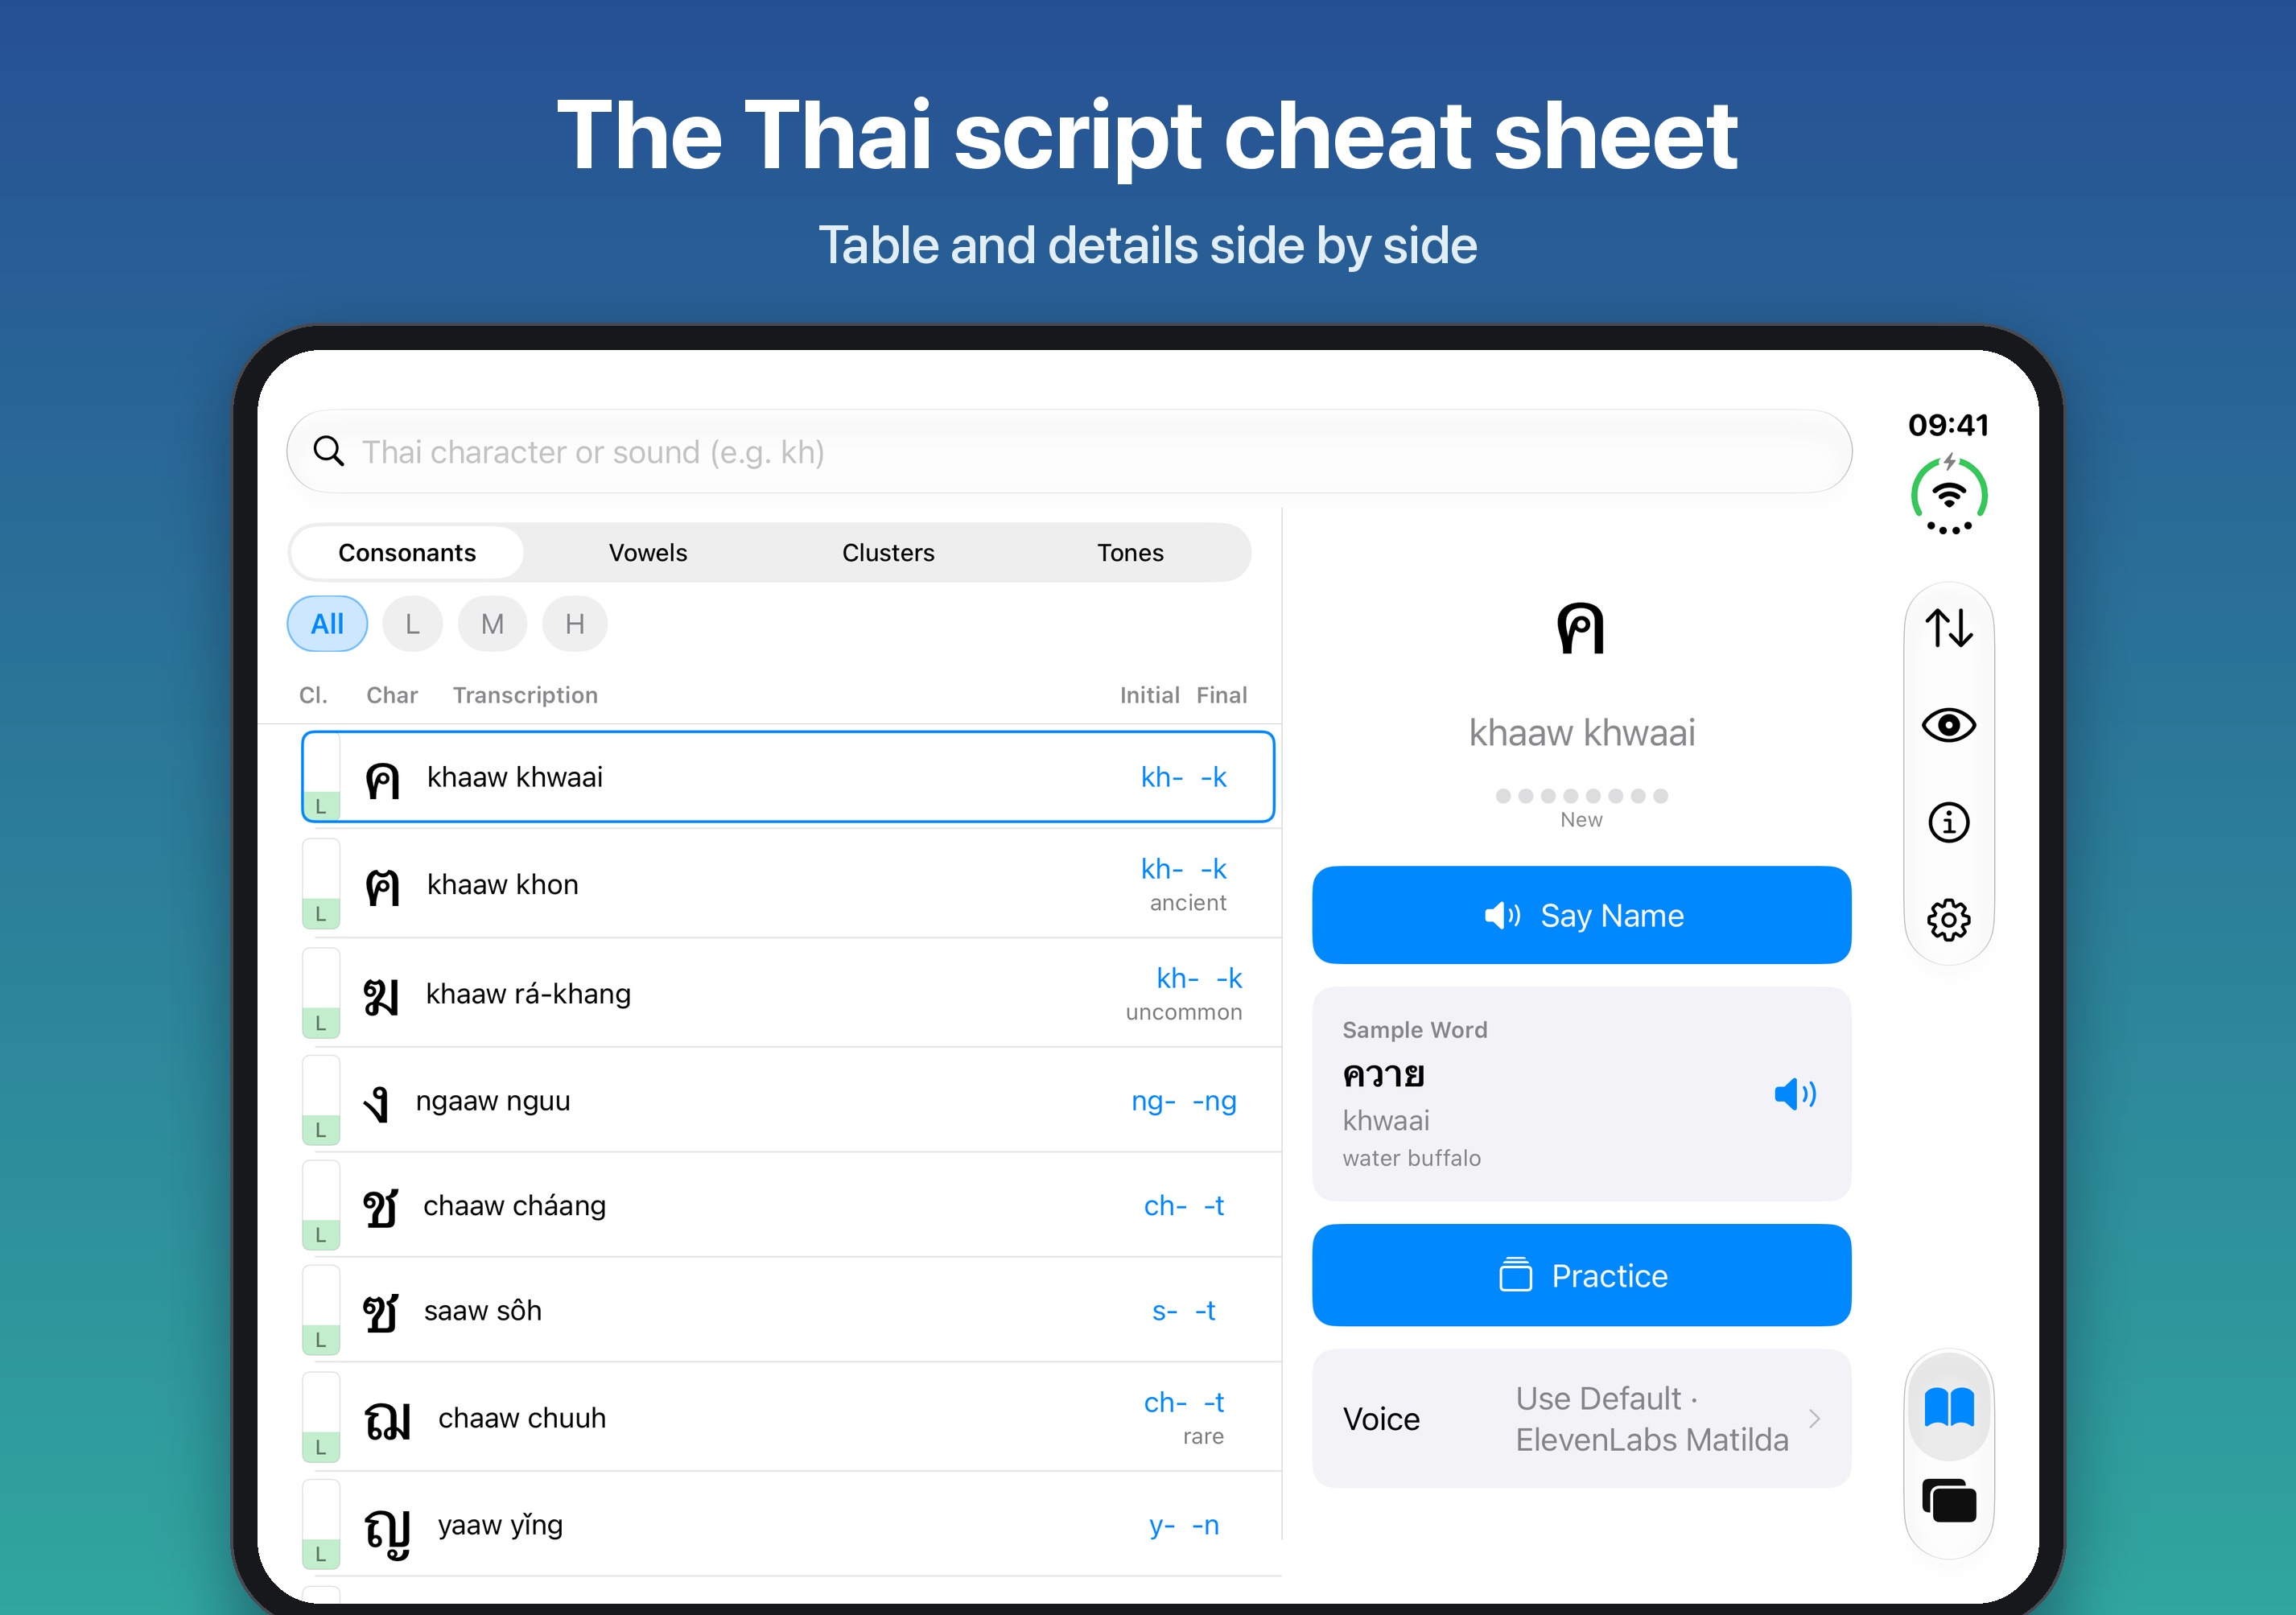 The Thai script cheat sheet
Table and details side by side
09:41
Thai character or sound (e.g. kh)
Consonants Vowels Clusters Tones
All L M H
Cl. Char Transcription Initial Final
L ค khaaw khwaai kh- -k
L ฅ khaaw khon kh- -k
ancient
L ฆ khaaw rá-khang kh- -k
uncommon
L ง ngaaw nguu ng- -ng
L ช chaaw cháang ch- -t
L ซ saaw sôh s- -t
L ฌ chaaw chuuh ch- -t
rare
L ญ yaaw yǐng y- -n
ค
khaaw khwaai
New
Say Name
Sample Word
ควาย
khwaai
water buffalo
Practice
Voice
Use Default ·
ElevenLabs Matilda